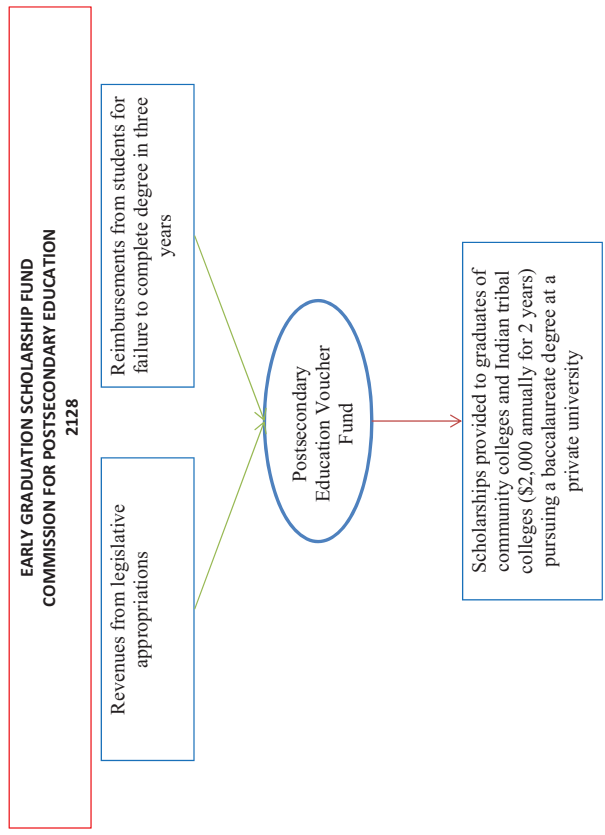 EARLY GRADUATION SCHOLARSHIP FUND
COMMISSION FOR POSTSECONDARY EDUCATION
2128
Revenues from legislative
appropriations
Reimbursements from students for
failure to complete degree in three
years
Postsecondary
Education Voucher
Fund
Scholarships provided to graduates of
community colleges and Indian tribal
colleges ($2,000 annually for 2 years)
pursuing a baccalaureate degree at a
private university